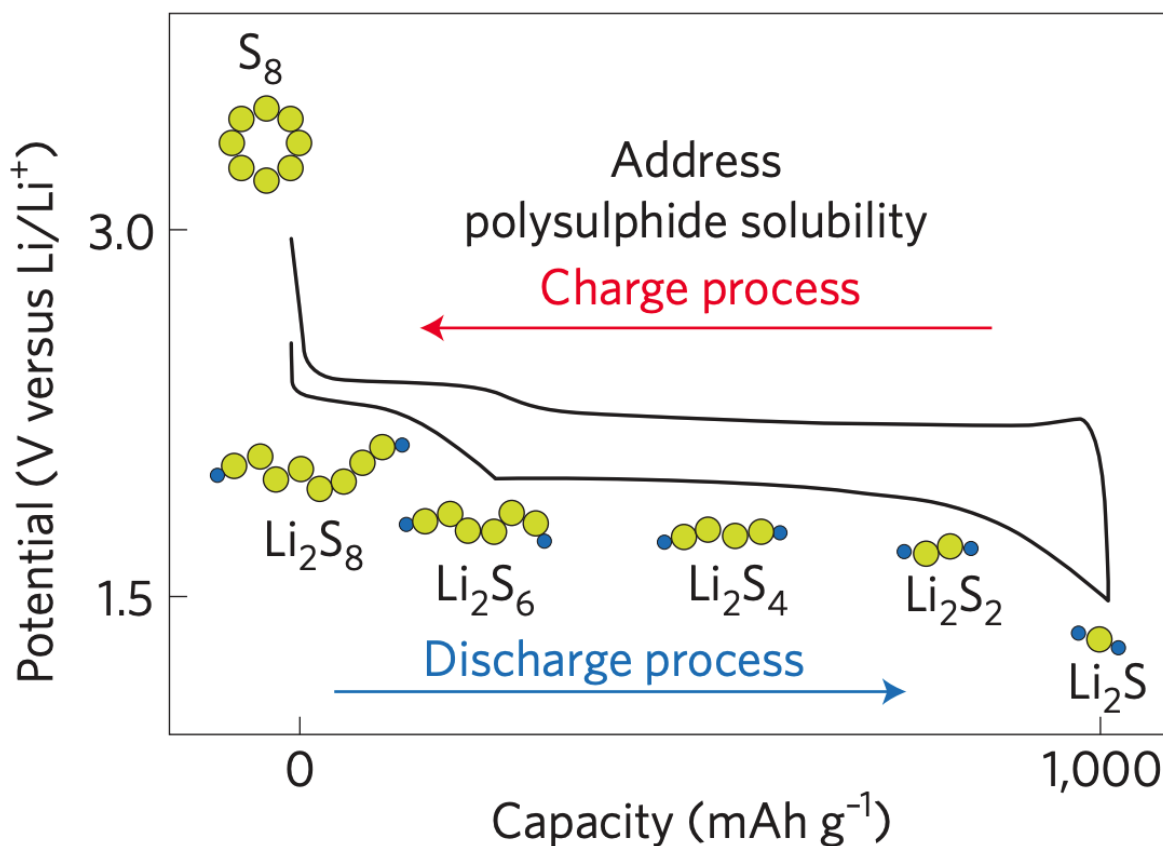 S₈
Address
polysulphide solubility
Charge process
Potential (V versus Li/Li⁺)
3.0
1.5
Li₂S₈
Li₂S₆
Li₂S₄
Li₂S₂
Li₂S
Discharge process
0
1,000
Capacity (mAh g⁻¹)